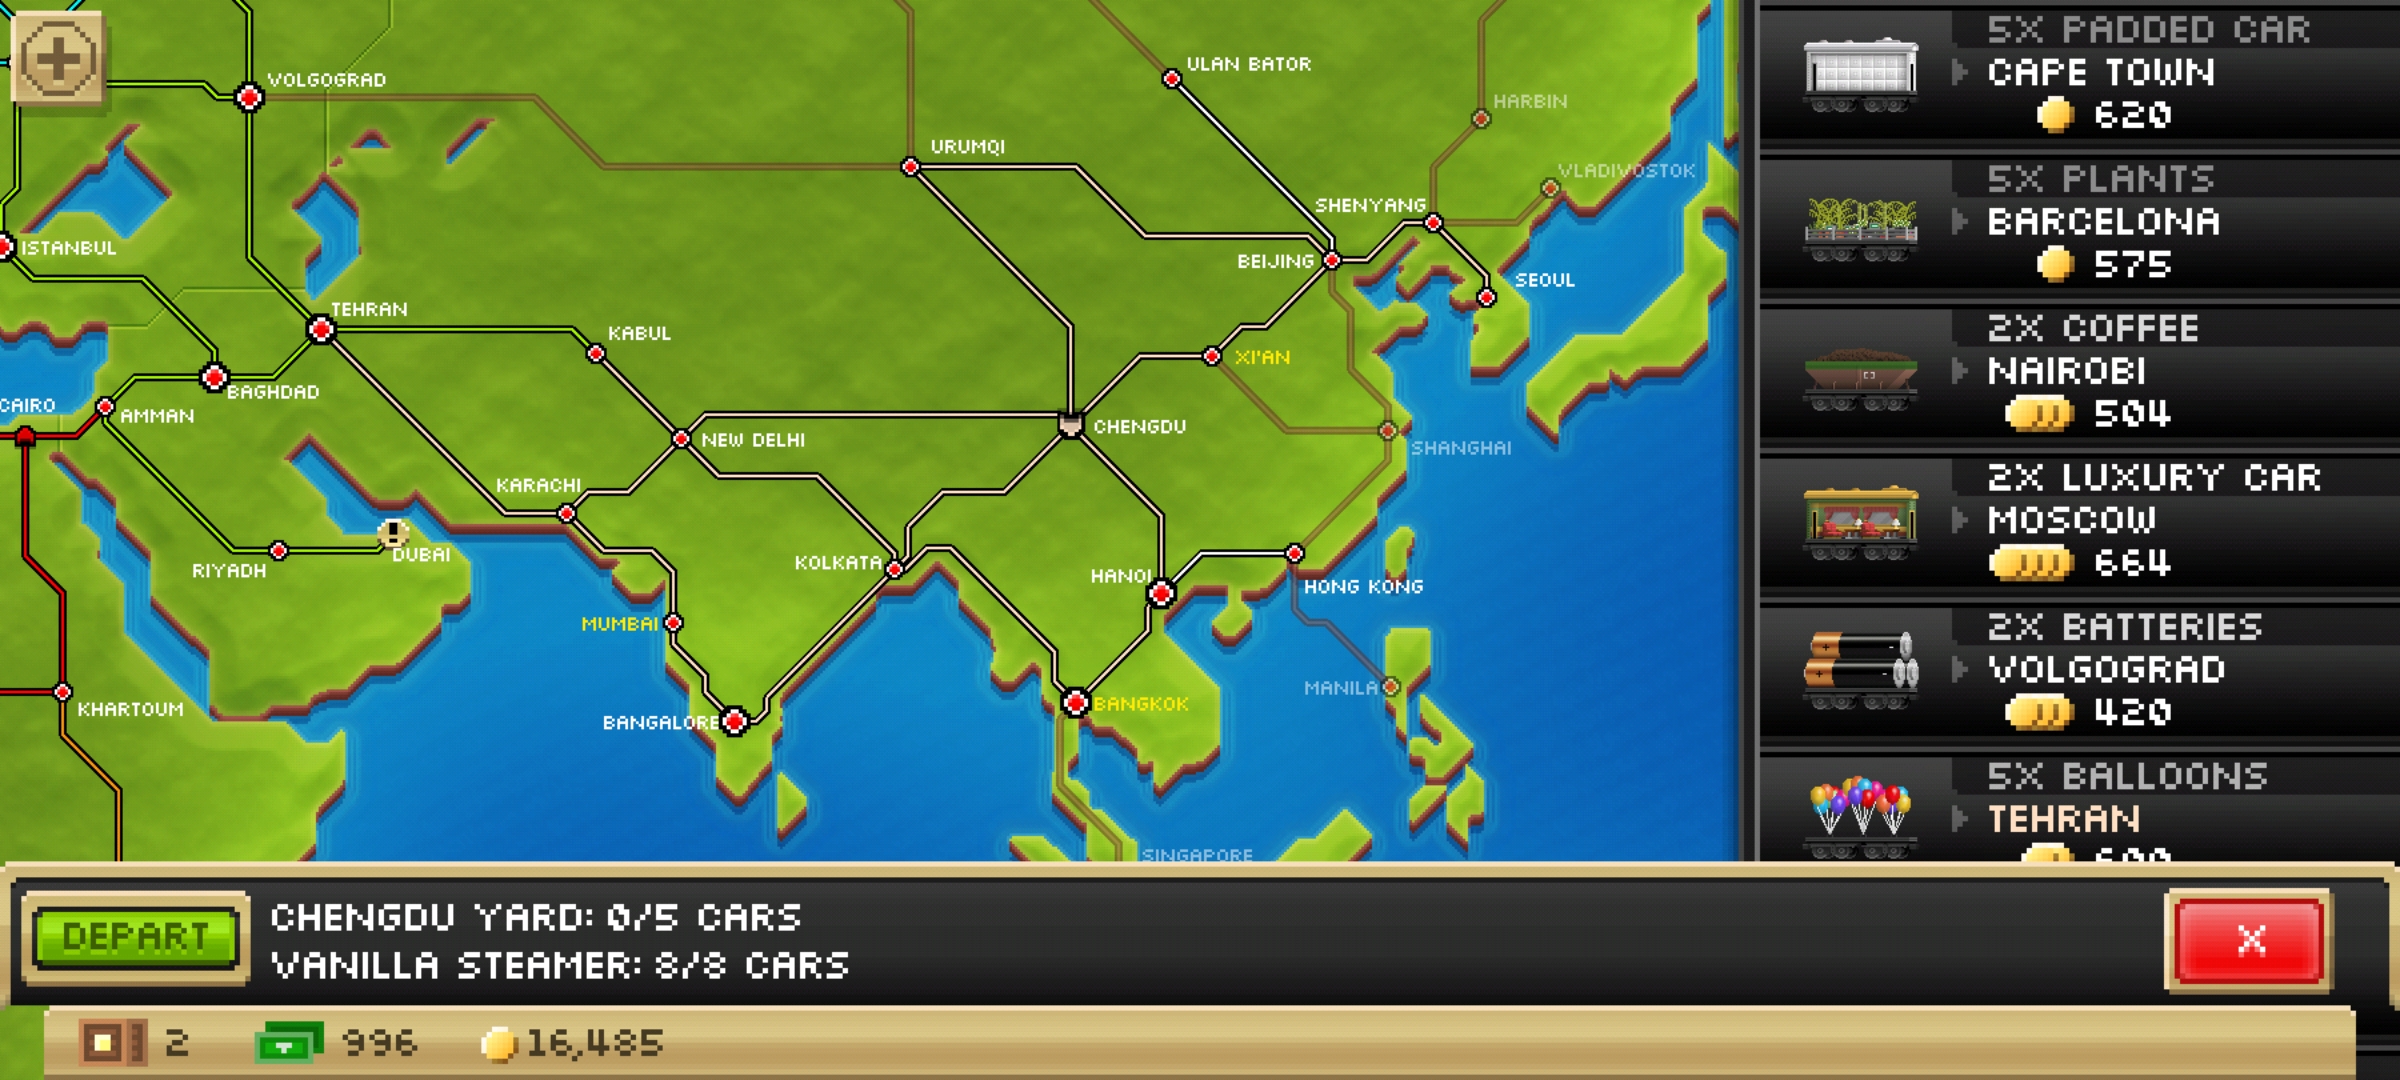 VOLGOGRAD
ULAN BATOR
HARBIN
URUMQI
VLADIVOSTOK
SHENYANG
ISTANBUL
BEIJING
SEOUL
TEHRAN
KABUL
XI'AN
BAGHDAD
CAIRO
AMMAN
NEW DELHI
CHENGDU
SHANGHAI
KARACHI
DUBAI
RIYADH
KOLKATA
HANOI
HONG KONG
MUMBAI
MANILA
KHARTOUM
BANGALORE
BANGKOK
SINGAPORE
5X PADDED CAR
CAPE TOWN
620
5X PLANTS
BARCELONA
575
2X COFFEE
NAIROBI
504
2X LUXURY CAR
MOSCOW
664
2X BATTERIES
VOLGOGRAD
420
5X BALLOONS
TEHRAN
600
DEPART
CHENGDU YARD: 0/5 CARS
VANILLA STEAMER: 8/8 CARS
X
2
996
16,485